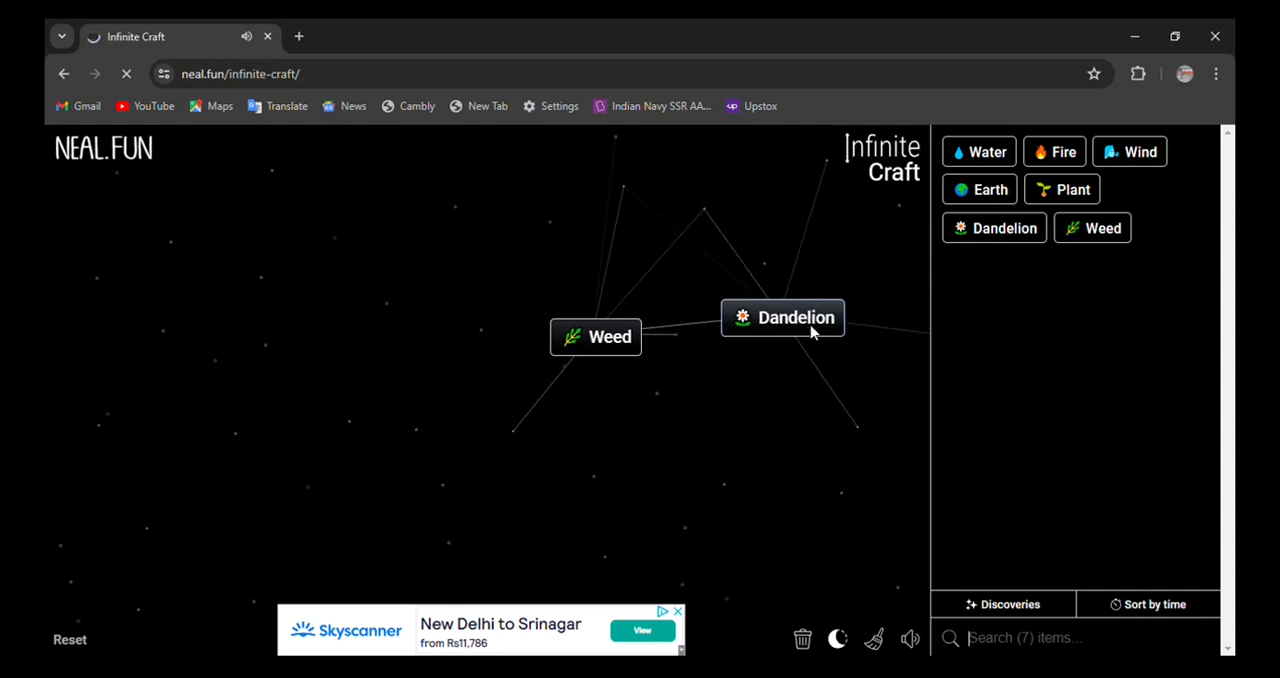 Infinite Craft
neal.fun/infinite-craft/
Gmail YouTube Maps Translate News Cambly New Tab Settings Indian Navy SSR AA... Upstox
NEAL.FUN
Infinite
Craft
Water Fire Wind
Earth Plant
Dandelion Weed
Dandelion
Weed
Discoveries Sort by time
Skyscanner
New Delhi to Srinagar
from Rs11,786
View
Reset
Search (7) items...